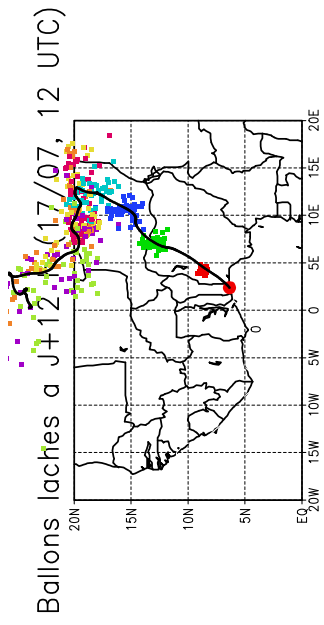 Ballons laches a J+12 (17/07, 12 UTC)
20N
15N
10N
5N
EQ
20W
15W
10W
5W
0
5E
10E
15E
20E
0